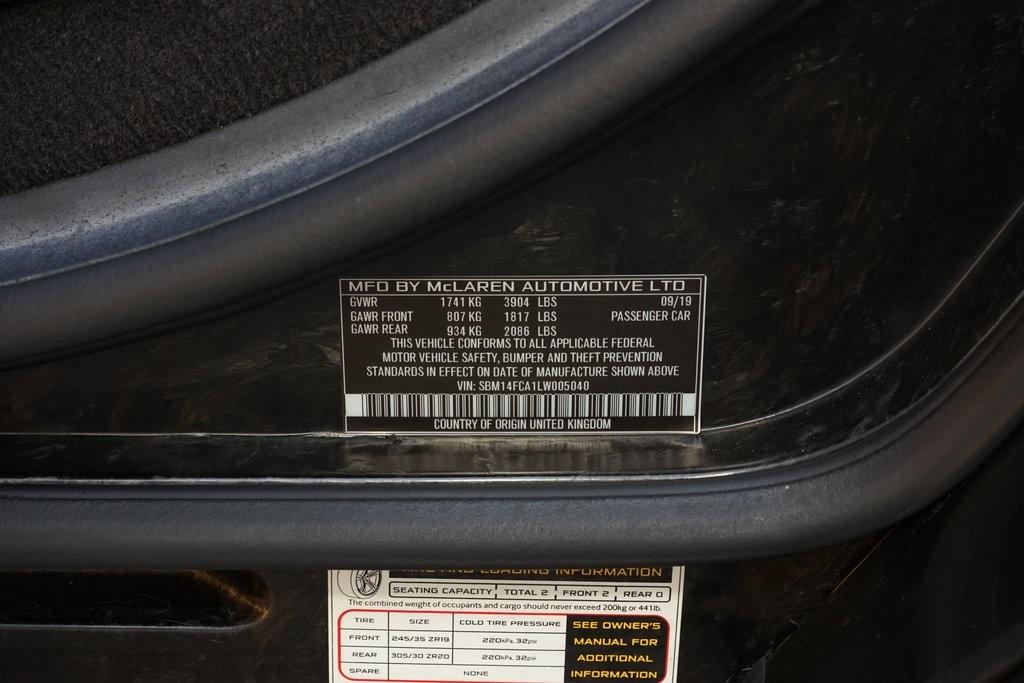 MFD BY McLAREN AUTOMOTIVE LTD
GVWR 1741 KG 3904 LBS 09/19
GAWR FRONT 807 KG 1817 LBS PASSENGER CAR
GAWR REAR 934 KG 2086 LBS
THIS VEHICLE CONFORMS TO ALL APPLICABLE FEDERAL
MOTOR VEHICLE SAFETY, BUMPER AND THEFT PREVENTION
STANDARDS IN EFFECT ON DATE OF MANUFACTURE SHOWN ABOVE
VIN: SBM14FCA1LW005040
COUNTRY OF ORIGIN UNITED KINGDOM
TIRE AND LOADING INFORMATION
SEATING CAPACITY TOTAL 2 FRONT 2 REAR 0
The combined weight of occupants and cargo should never exceed 200kg or 441lb.
TIRE SIZE COLD TIRE PRESSURE
FRONT 245/35 ZR19 220kPa, 32psi
REAR 305/30 ZR20 220kPa, 32psi
SPARE NONE
SEE OWNER'S
MANUAL FOR
ADDITIONAL
INFORMATION